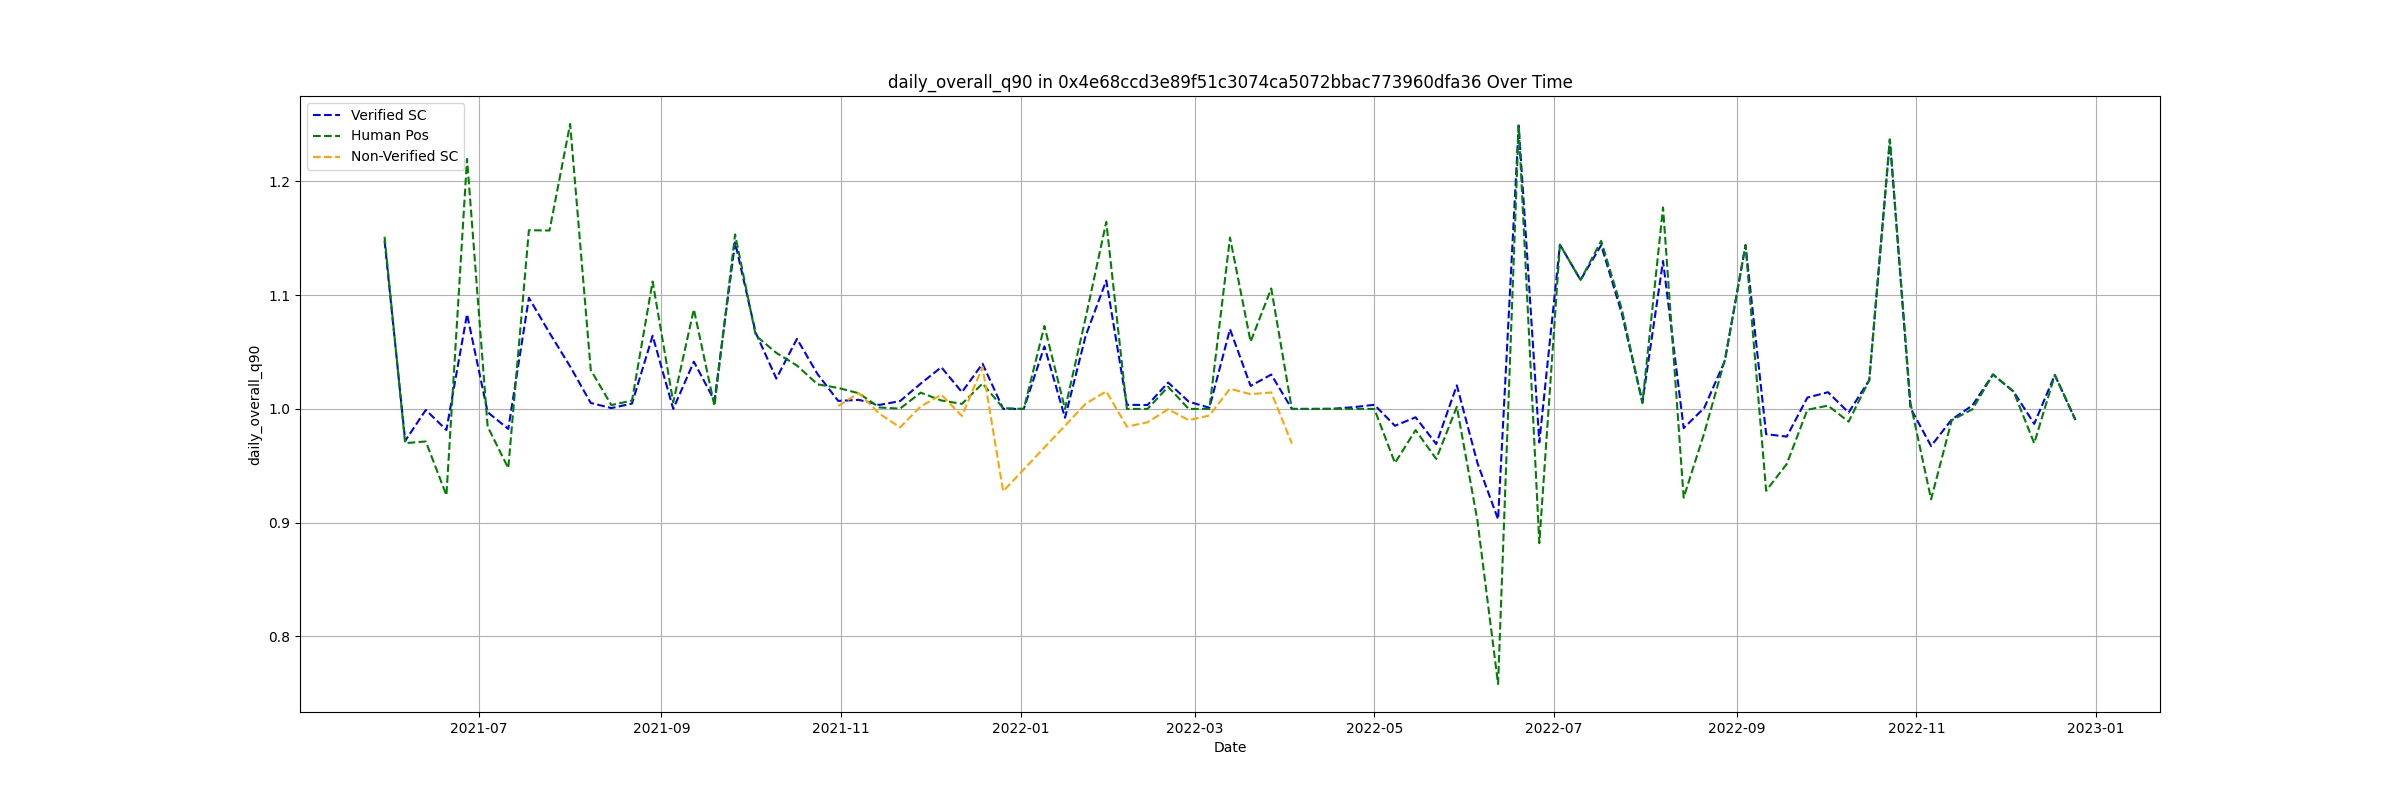 daily_overall_q90 in 0x4e68ccd3e89f51c3074ca5072bbac773960dfa36 Over Time
Verified SC
Human Pos
Non-Verified SC
daily_overall_q90
1.2
1.1
1.0
0.9
0.8
2021-07
2021-09
2021-11
2022-01
2022-03
2022-05
2022-07
2022-09
2022-11
2023-01
Date